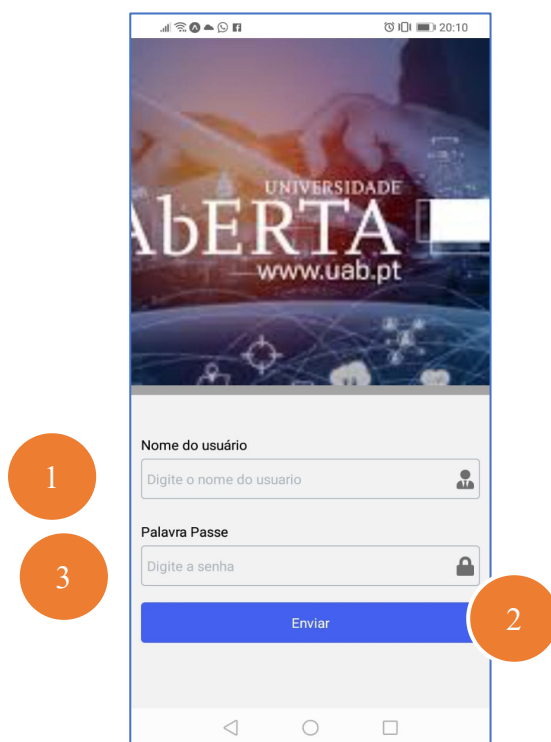 20:10
UNIVERSIDADE
AbERTA
www.uab.pt
Nome do usuário
1
Digite o nome do usuario
Palavra Passe
3
Digite a senha
Enviar
2